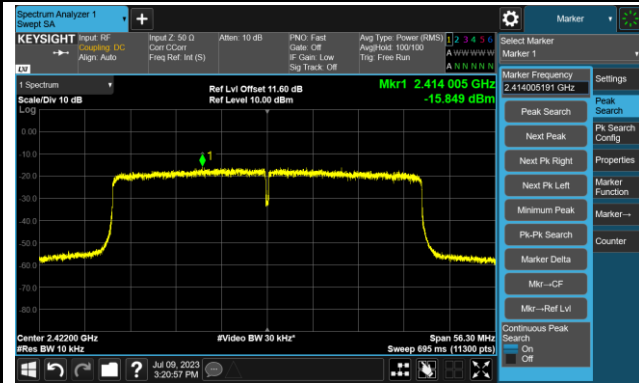 Spectrum Analyzer 1
Swept SA
Marker
KEYSIGHT
Input: RF
Coupling: DC
Align: Auto
Input Z: 50 Ω
Corr CCorr
Freq Ref: Int (S)
Atten: 10 dB
PNO: Fast
Gate: Off
IF Gain: Low
Sig Track: Off
Avg Type: Power (RMS)
Avg|Hold: 100/100
Trig: Free Run
1 2 3 4 5 6
A W W W W W
A N N N N N
LXI
Select Marker
Marker 1
1 Spectrum
Scale/Div 10 dB
Log
Ref Lvl Offset 11.60 dB
Ref Level 10.00 dBm
Mkr1 2.414 005 GHz
-15.849 dBm
0.00
-10.0
-20.0
-30.0
-40.0
-50.0
-60.0
-70.0
-80.0
1
Center 2.42200 GHz
#Res BW 10 kHz
#Video BW 30 kHz*
Span 56.30 MHz
Sweep 695 ms (11300 pts)
Marker Frequency
2.414005191 GHz
Peak Search
Next Peak
Next Pk Right
Next Pk Left
Minimum Peak
Pk-Pk Search
Marker Delta
Mkr→CF
Mkr→Ref Lvl
Continuous Peak
Search
On
Off
Settings
Peak
Search
Pk Search
Config
Properties
Marker
Function
Marker→
Counter
Jul 09, 2023
3:20:57 PM